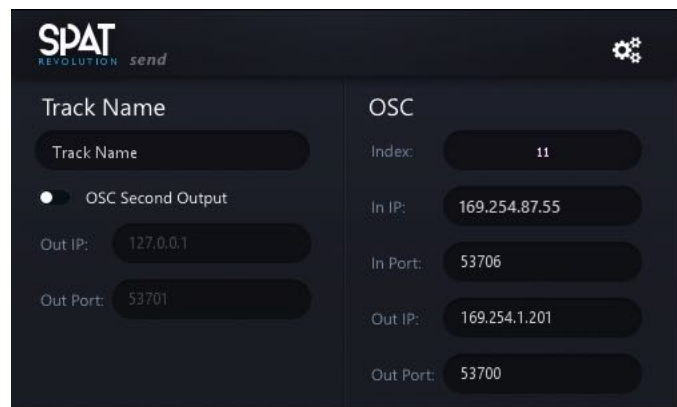 SPAT
REVOLUTION send
Track Name
Track Name
OSC Second Output
Out IP: 127.0.0.1
Out Port: 53701
OSC
Index: 11
In IP: 169.254.87.55
In Port: 53706
Out IP: 169.254.1.201
Out Port: 53700